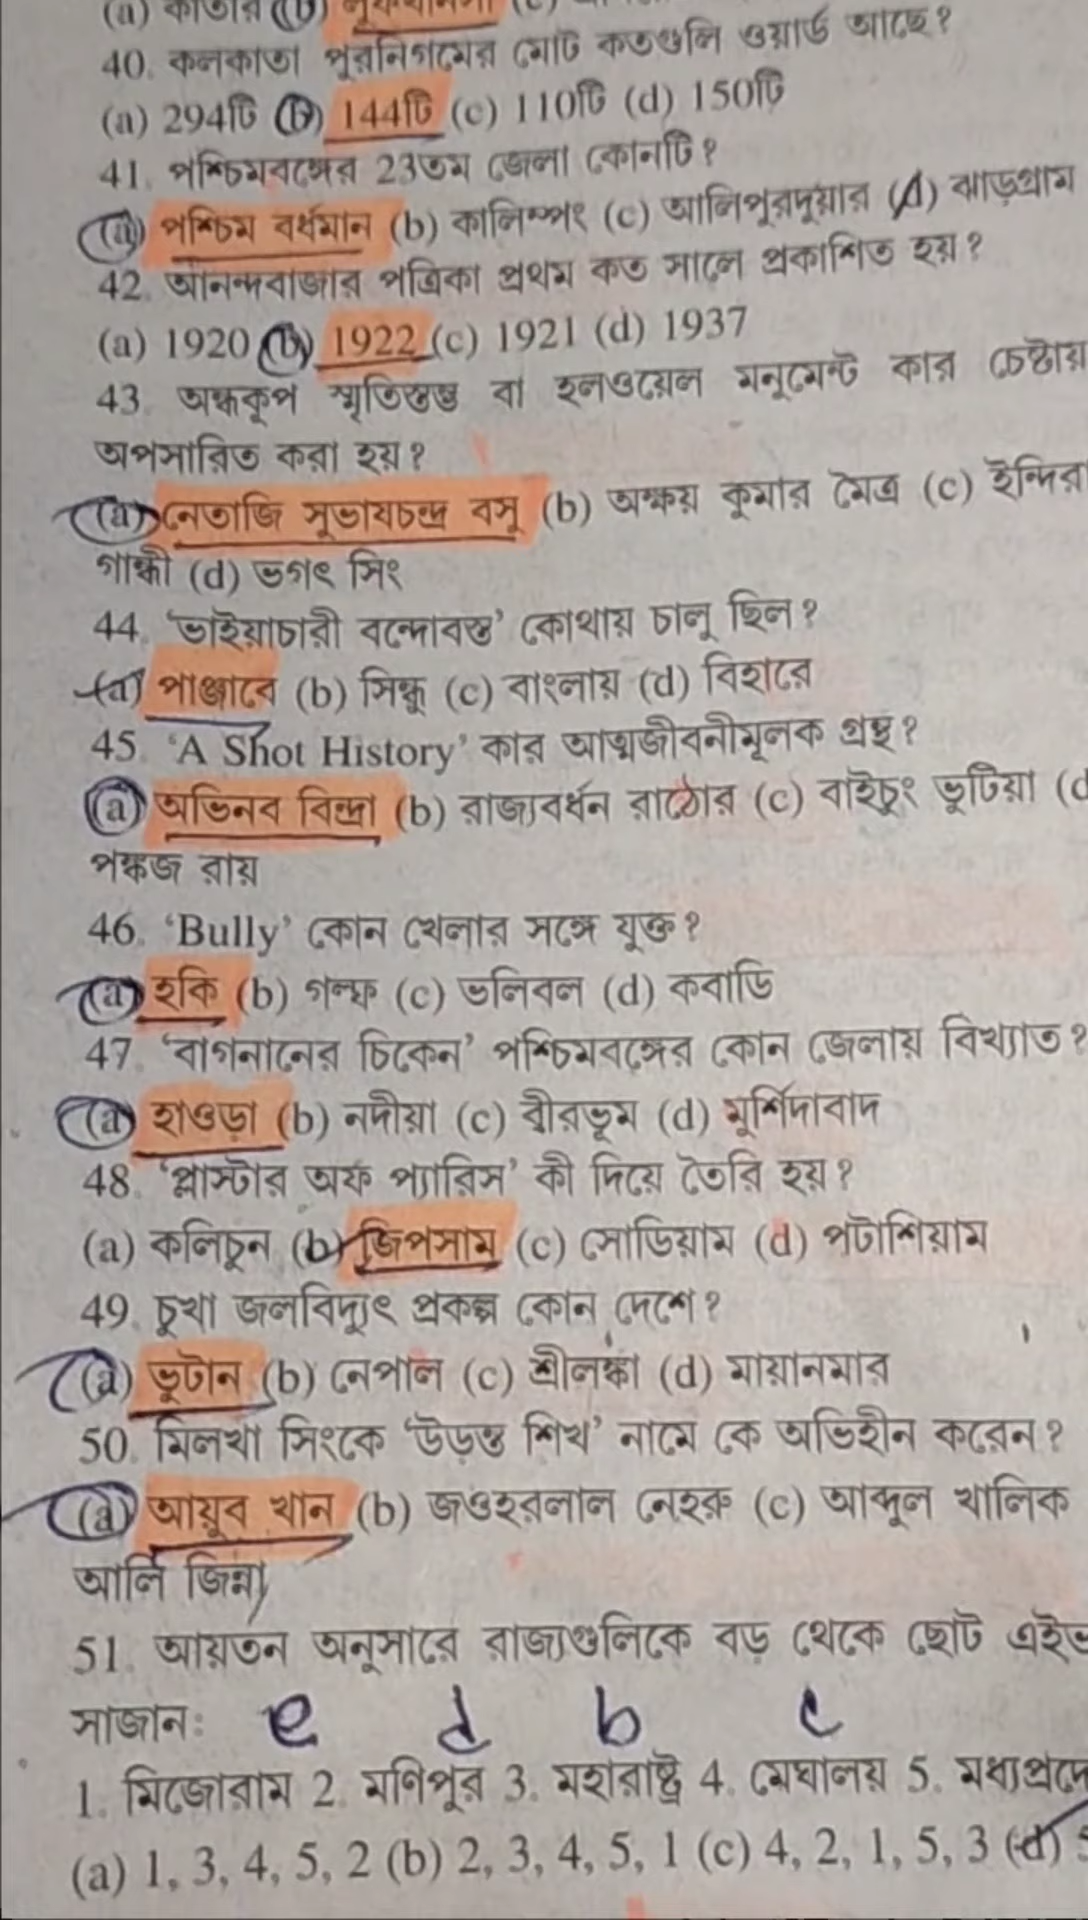 40. কলকাতা পুরনিগমের মোট কতগুলি ওয়ার্ড আছে?
(a) 294টি (b) 144টি (c) 110টি (d) 150টি
41. পশ্চিমবঙ্গের 23তম জেলা কোনটি?
(a) পশ্চিম বর্ধমান (b) কালিম্পং (c) আলিপুরদুয়ার (d) ঝাড়গ্রাম
42. আনন্দবাজার পত্রিকা প্রথম কত সালে প্রকাশিত হয়?
(a) 1920 (b) 1922 (c) 1921 (d) 1937
43. অন্ধকূপ স্মৃতিস্তম্ভ বা হলওয়েল মনুমেন্ট কার চেষ্টায়
অপসারিত করা হয়?
(a) নেতাজি সুভাষচন্দ্র বসু (b) অক্ষয় কুমার মৈত্র (c) ইন্দিরা
গান্ধী (d) ভগৎ সিং
44. 'ভাইয়াচারী বন্দোবস্ত' কোথায় চালু ছিল?
(a) পাঞ্জাবে (b) সিন্ধু (c) বাংলায় (d) বিহারে
45. 'A Shot History' কার আত্মজীবনীমূলক গ্রন্থ?
(a) অভিনব বিন্দ্রা (b) রাজ্যবর্ধন রাঠোর (c) বাইচুং ভুটিয়া (d
পঙ্কজ রায়
46. 'Bully' কোন খেলার সঙ্গে যুক্ত?
(a) হকি (b) গল্ফ (c) ভলিবল (d) কবাডি
47. 'বাগনানের চিকেন' পশ্চিমবঙ্গের কোন জেলায় বিখ্যাত?
(a) হাওড়া (b) নদীয়া (c) বীরভূম (d) মুর্শিদাবাদ
48. 'প্লাস্টার অফ প্যারিস' কী দিয়ে তৈরি হয়?
(a) কলিচুন (b) জিপসাম (c) সোডিয়াম (d) পটাশিয়াম
49. চুখা জলবিদ্যুৎ প্রকল্প কোন দেশে?
(a) ভুটান (b) নেপাল (c) শ্রীলঙ্কা (d) মায়ানমার
50. মিলখা সিংকে 'উড়ন্ত শিখ' নামে কে অভিহীন করেন?
(a) আয়ুব খান (b) জওহরলাল নেহরু (c) আব্দুল খালিক
আর্লি জিন্না
51. আয়তন অনুসারে রাজ্যগুলিকে বড় থেকে ছোট
সাজান: e d b c
1. মিজোরাম 2. মণিপুর 3. মহারাষ্ট্র 4. মেঘালয় 5. মধ্যপ্রদে
(a) 1, 3, 4, 5, 2 (b) 2, 3, 4, 5, 1 (c) 4, 2, 1, 5, 3 (d)